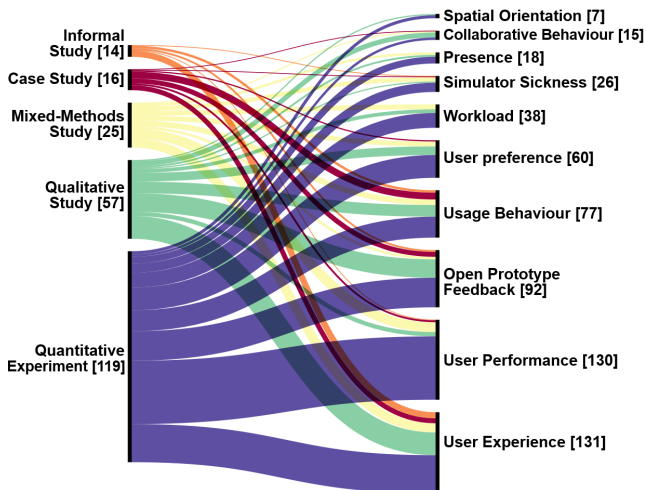 Informal
Study [14]
Case Study [16]
Mixed-Methods
Study [25]
Qualitative
Study [57]
Quantitative
Experiment [119]
Spatial Orientation [7]
Collaborative Behaviour [15]
Presence [18]
Simulator Sickness [26]
Workload [38]
User preference [60]
Usage Behaviour [77]
Open Prototype
Feedback [92]
User Performance [130]
User Experience [131]